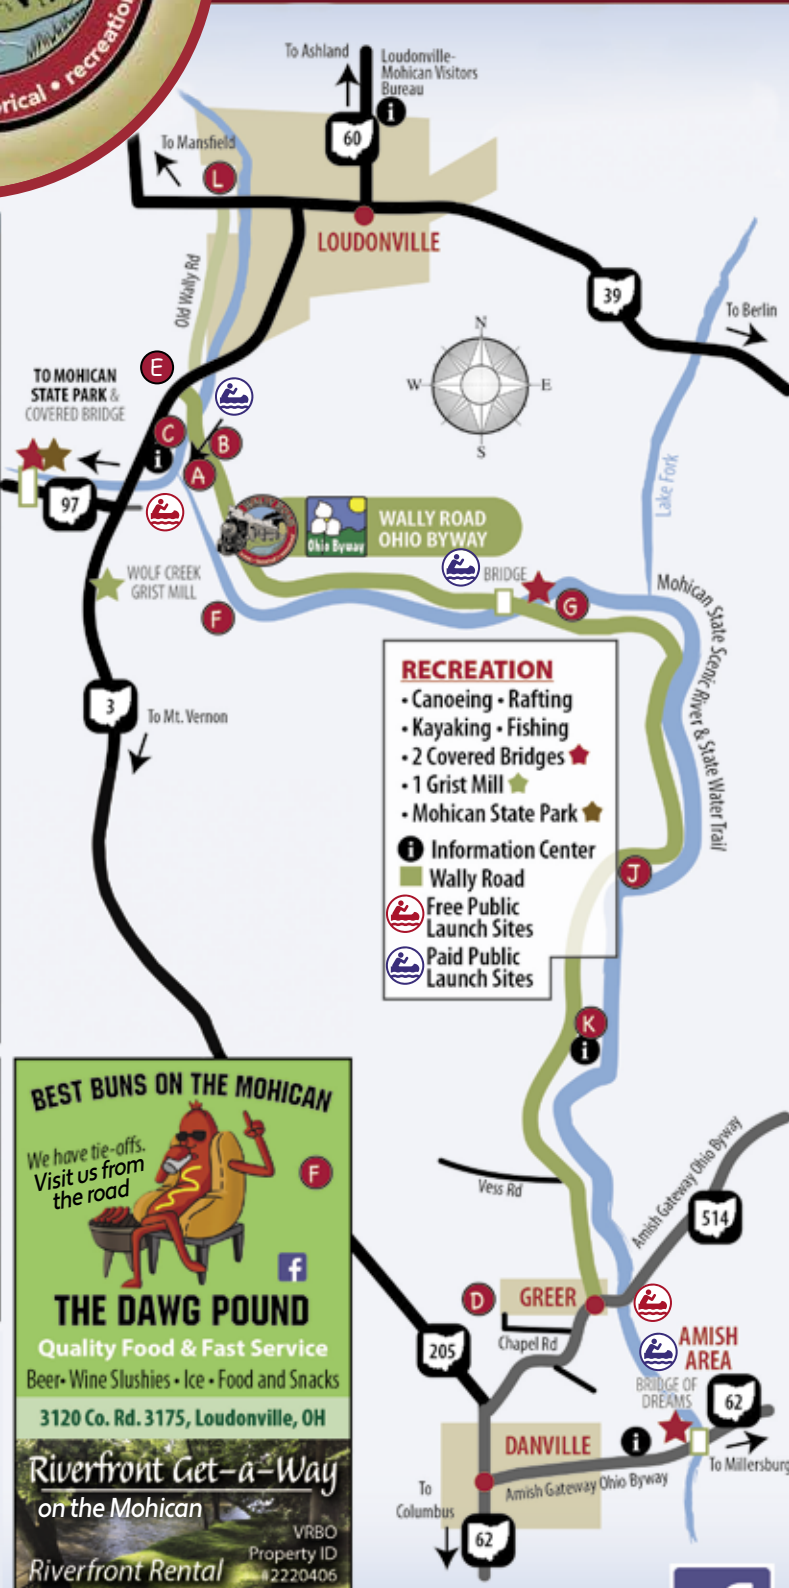 rical • recreation
To Ashland
Loudonville-
Mohican Visitors
Bureau
60
To Mansfield
L
LOUDONVILLE
Old Wally Rd
39
To Berlin
N
W E
S
E
TO MOHICAN
STATE PARK &
COVERED BRIDGE
C
B
A
i
97
Lake Fork
WALLY ROAD
OHIO BYWAY
Ohio Byway
BRIDGE
G
WOLF CREEK
GRIST MILL
F
Mohican State Scenic River & State Water Trail
3
To Mt. Vernon
RECREATION
• Canoeing • Rafting
• Kayaking • Fishing
• 2 Covered Bridges
• 1 Grist Mill
• Mohican State Park
i Information Center
Wally Road
Free Public
Launch Sites
Paid Public
Launch Sites
J
K
i
Vess Rd
Amish Gateway Ohio Byway
514
D
GREER
Chapel Rd
205
AMISH
AREA
BRIDGE OF
DREAMS
62
DANVILLE
i
To Millersburg
Amish Gateway Ohio Byway
To
Columbus
62
BEST BUNS ON THE MOHICAN
We have tie-offs.
Visit us from
the road
F
f
THE DAWG POUND
Quality Food & Fast Service
Beer• Wine Slushies • Ice • Food and Snacks
3120 Co. Rd. 3175, Loudonville, OH
Riverfront Get-a-Way
on the Mohican
VRBO
Property ID
#2220406
Riverfront Rental